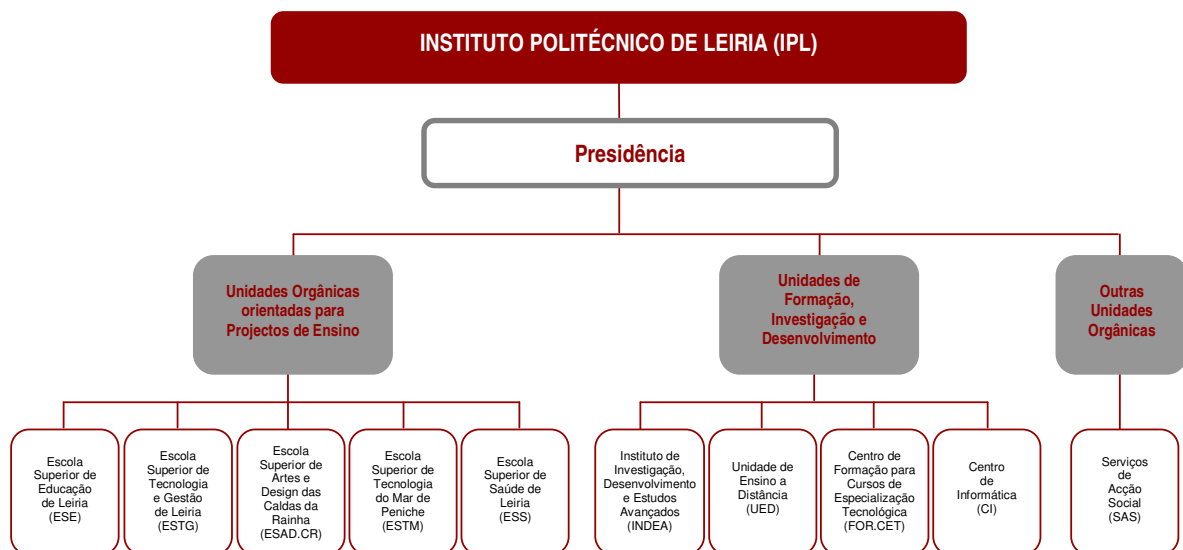 INSTITUTO POLITÉCNICO DE LEIRIA (IPL)
Presidência
Unidades Orgânicas
orientadas para
Projectos de Ensino
Unidades de
Formação,
Investigação e
Desenvolvimento
Outras
Unidades
Orgânicas
Escola
Superior de
Educação
de Leiria
(ESE)
Escola
Superior de
Tecnologia
e Gestão
de Leiria
(ESTG)
Escola
Superior de
Artes e
Design das
Caldas da
Rainha
(ESAD.CR)
Escola
Superior de
Tecnologia
do Mar de
Peniche
(ESTM)
Escola
Superior de
Saúde de
Leiria
(ESS)
Instituto de
Investigação,
Desenvolvimento
e Estudos
Avançados
(INDEA)
Unidade de
Ensino a
Distância
(UED)
Centro de
Formação para
Cursos de
Especialização
Tecnológica
(FOR.CET)
Centro
de
Informática
(CI)
Serviços
de
Acção
Social
(SAS)